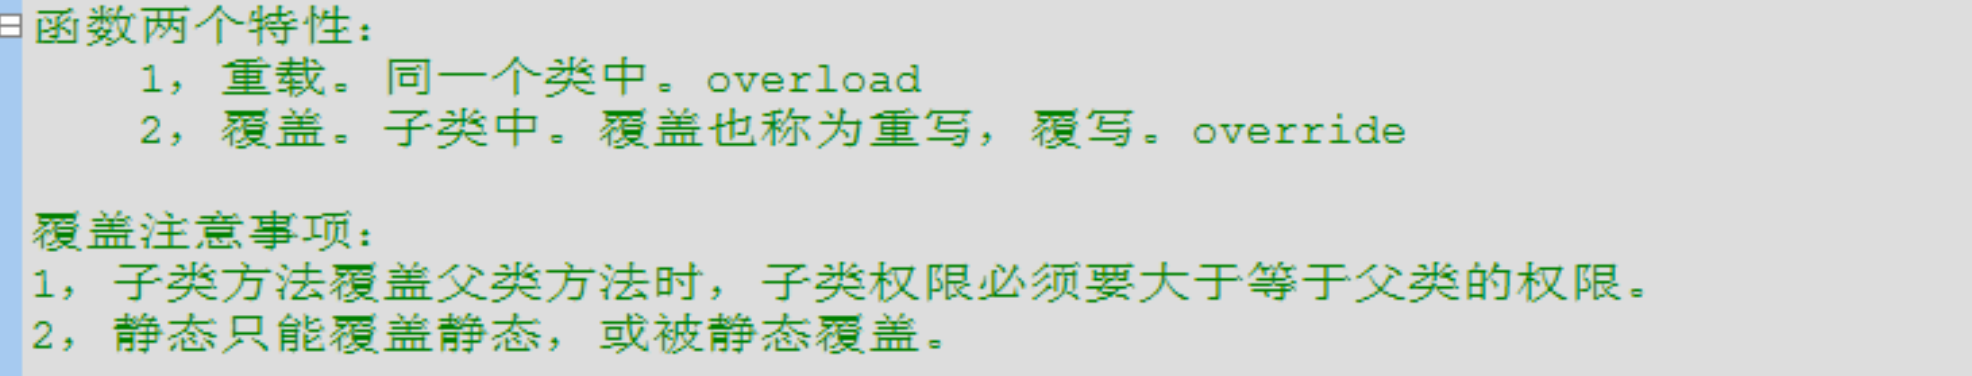 函数两个特性：
1，重载。同一个类中。overload
2，覆盖。子类中。覆盖也称为重写，覆写。override
覆盖注意事项：
1，子类方法覆盖父类方法时，子类权限必须要大于等于父类的权限。
2，静态只能覆盖静态，或被静态覆盖。